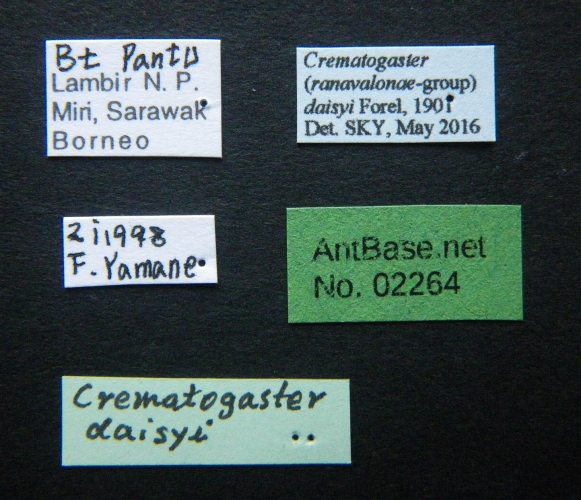 Bt Pantu
Lambir N. P.
Miri, Sarawak
Borneo
Crematogaster
(ranavalonae-group)
daisyi Forel, 1901
Det. SKY, May 2016
2 i 1998
F. Yamane
AntBase.net
No. 02264
Crematogaster
daisyi